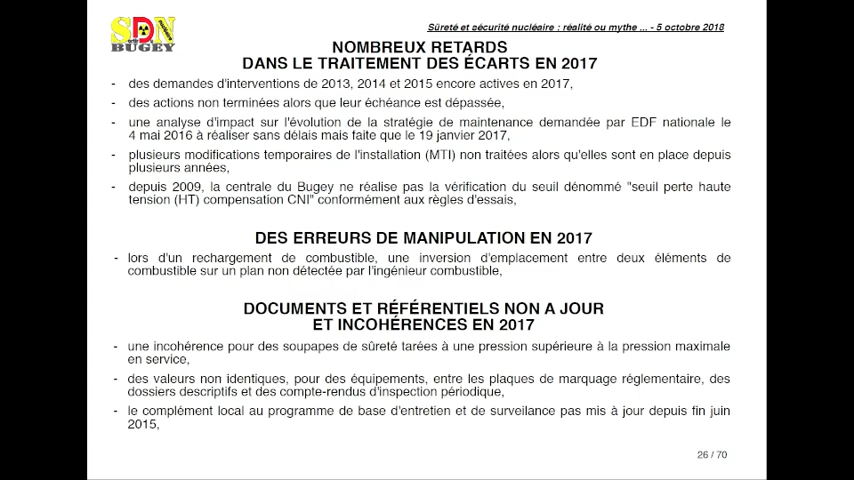 SDN
BUGEY
Sûreté et sécurité nucléaire : réalité ou mythe ... - 5 octobre 2018
NOMBREUX RETARDS
DANS LE TRAITEMENT DES ÉCARTS EN 2017
- des demandes d'interventions de 2013, 2014 et 2015 encore actives en 2017,
- des actions non terminées alors que leur échéance est dépassée,
- une analyse d'impact sur l'évolution de la stratégie de maintenance demandée par EDF nationale le
4 mai 2016 à réaliser sans délais mais faite que le 19 janvier 2017,
- plusieurs modifications temporaires de l'installation (MTI) non traitées alors qu'elles sont en place depuis
plusieurs années,
- depuis 2009, la centrale du Bugey ne réalise pas la vérification du seuil dénommé "seuil perte haute
tension (HT) compensation CNI" conformément aux règles d'essais,
DES ERREURS DE MANIPULATION EN 2017
- lors d'un rechargement de combustible, une inversion d'emplacement entre deux éléments de
combustible sur un plan non détectée par l'ingénieur combustible,
DOCUMENTS ET RÉFÉRENTIELS NON A JOUR
ET INCOHÉRENCES EN 2017
- une incohérence pour des soupapes de sûreté tarées à une pression supérieure à la pression maximale
en service,
- des valeurs non identiques, pour des équipements, entre les plaques de marquage réglementaire, des
dossiers descriptifs et des compte-rendus d'inspection périodique,
- le complément local au programme de base d'entretien et de surveilance pas mis à jour depuis fin juin
2015,
26 / 70